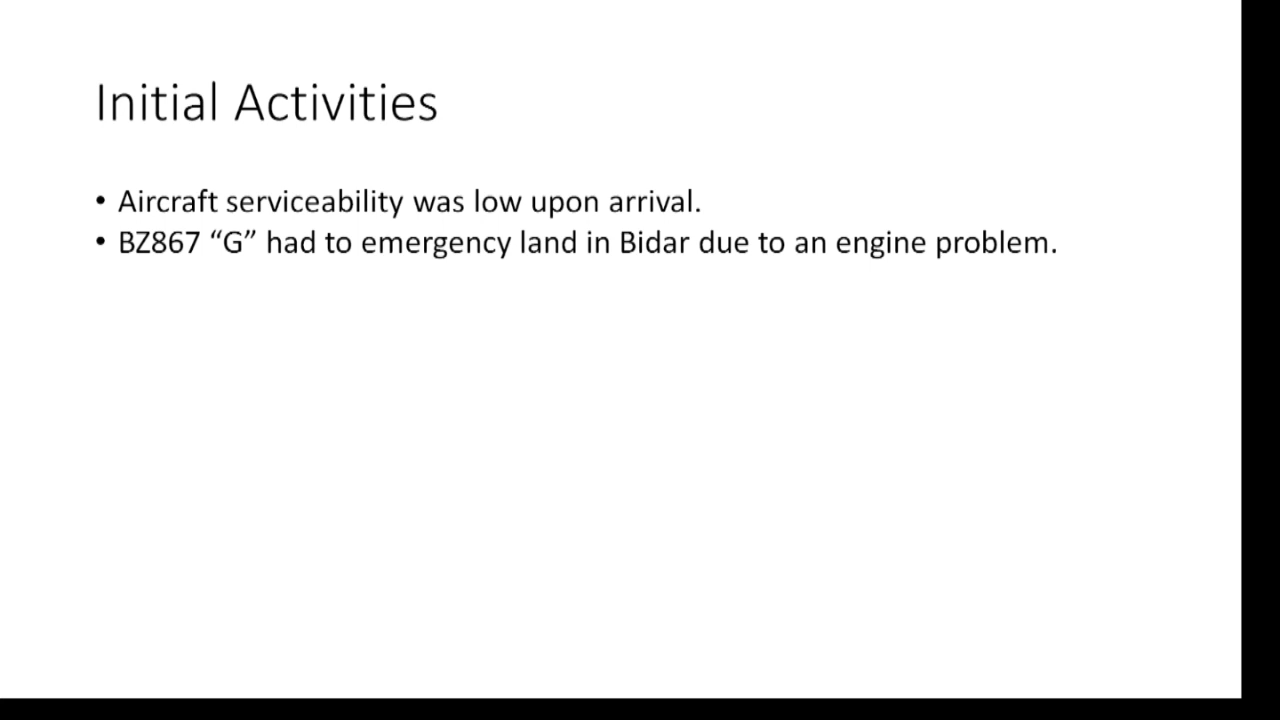 Initial Activities
• Aircraft serviceability was low upon arrival.
• BZ867 “G” had to emergency land in Bidar due to an engine problem.